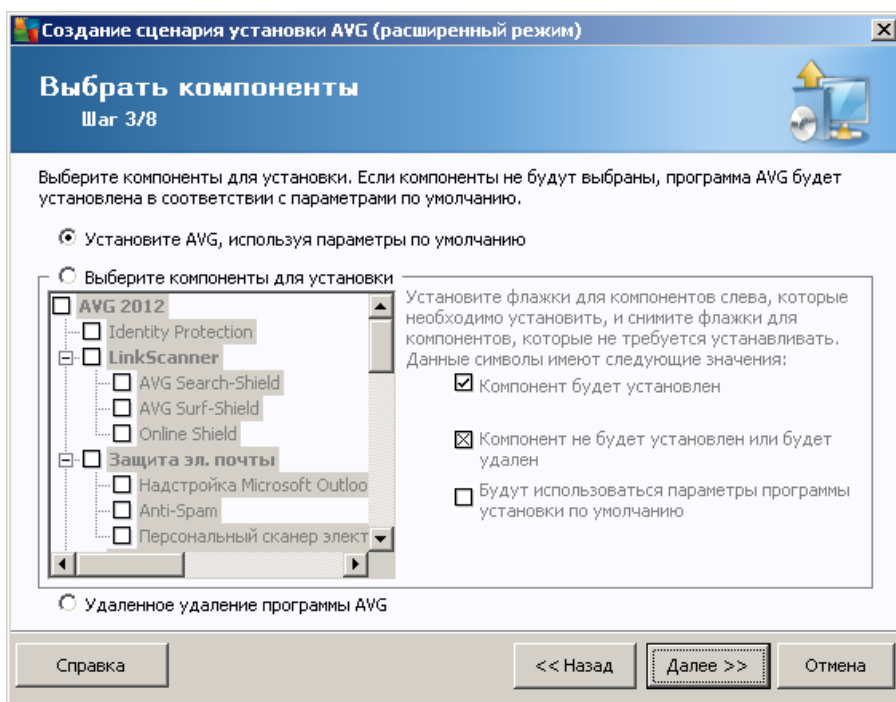 Создание сценария установки AVG (расширенный режим)
Выбрать компоненты
Шаг 3/8
Выберите компоненты для установки. Если компоненты не будут выбраны, программа AVG будет
установлена в соответствии с параметрами по умолчанию.
Установите AVG, используя параметры по умолчанию
Выберите компоненты для установки
AVG 2012
Identity Protection
LinkScanner
AVG Search-Shield
AVG Surf-Shield
Online Shield
Защита эл. почты
Надстройка Microsoft Outloo
Anti-Spam
Персональный сканер элект
Установите флажки для компонентов слева, которые
необходимо установить, и снимите флажки для
компонентов, которые не требуется устанавливать.
Данные символы имеют следующие значения:
Компонент будет установлен
Компонент не будет установлен или будет
удален
Будут использоваться параметры программы
установки по умолчанию
Удаленное удаление программы AVG
Справка
<< Назад
Далее >>
Отмена